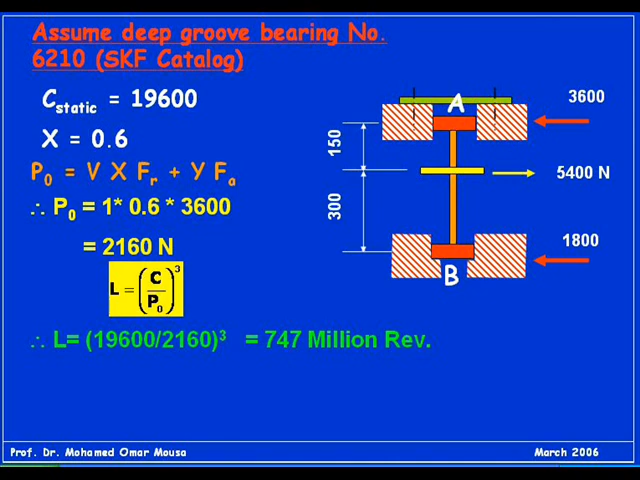 Assume deep groove bearing No.
6210 (SKF Catalog)
Cstatic = 19600
X = 0.6
P0 = V X Fr + Y Fa
∴ P0 = 1* 0.6 * 3600
= 2160 N
L = (C/P0)³
∴ L= (19600/2160)³ = 747 Million Rev.
A
3600
150
5400 N
300
1800
B
Prof. Dr. Mohamed Omar Mousa
March 2006